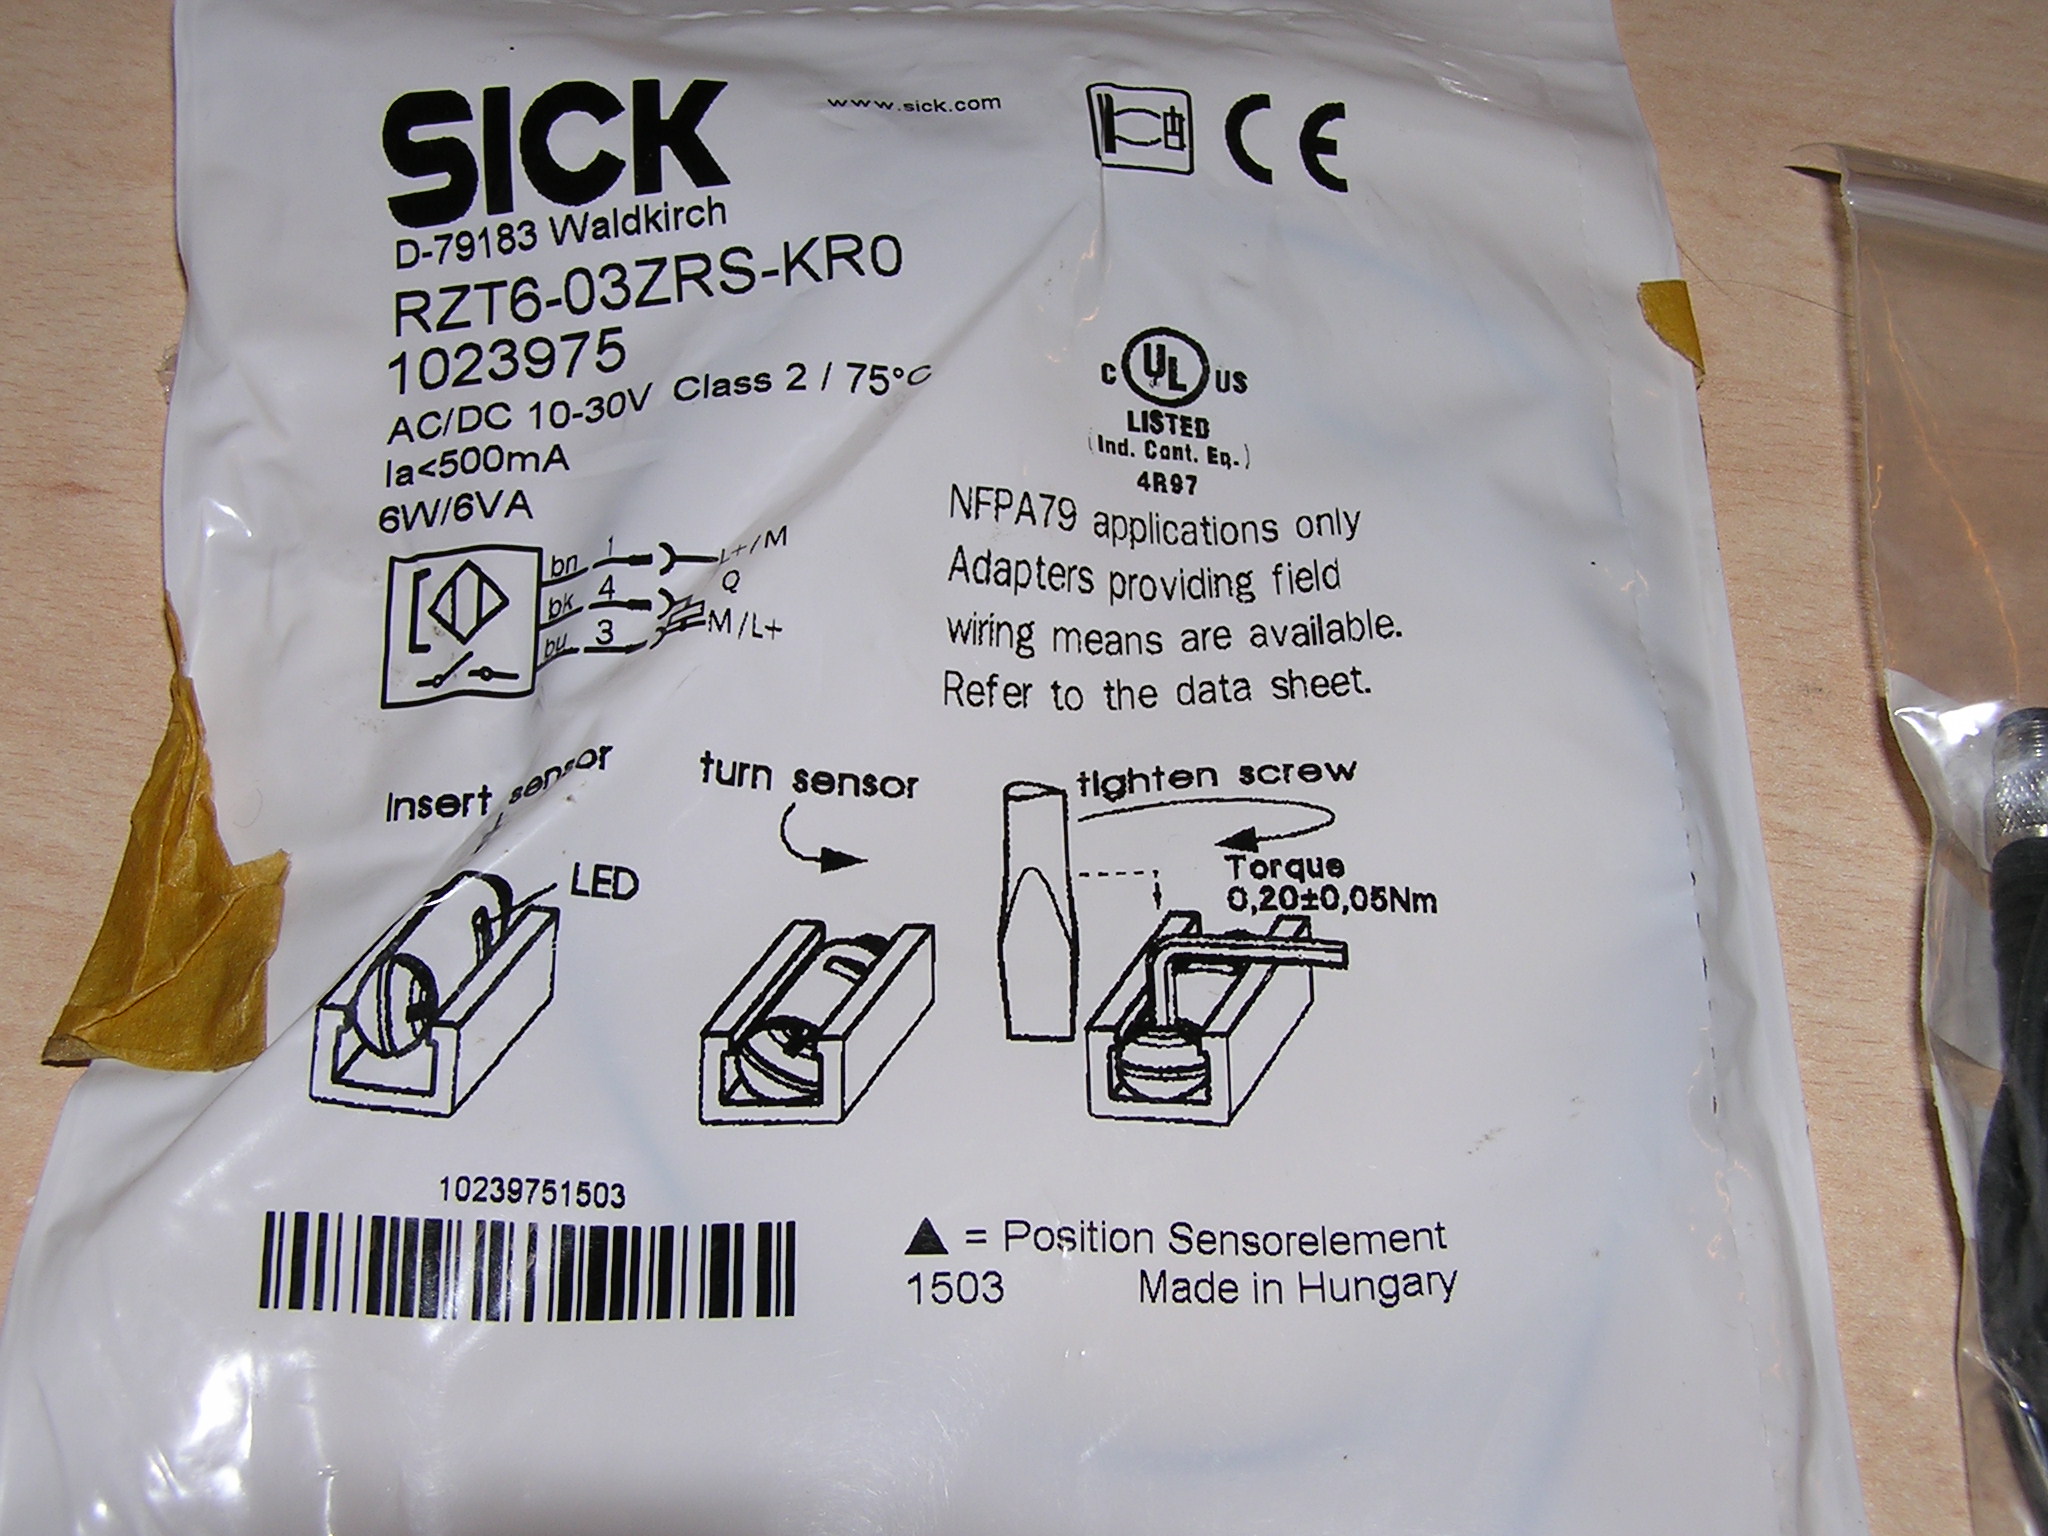 SICK
www.sick.com
CE
D-79183 Waldkirch
RZT6-03ZRS-KR0
1023975
AC/DC 10-30V Class 2 / 75°C
Ia<500mA
6W/6VA
bn 1 L+/M
bk 4 Q
bu 3 M/L+
C UL US
LISTED
(Ind. Cont. Eq.)
4R97
NFPA79 applications only
Adapters providing field
wiring means are available.
Refer to the data sheet.
Insert sensor
LED
turn sensor
tighten screw
Torque
0,20±0,05Nm
10239751503
▲ = Position Sensorelement
1503 Made in Hungary